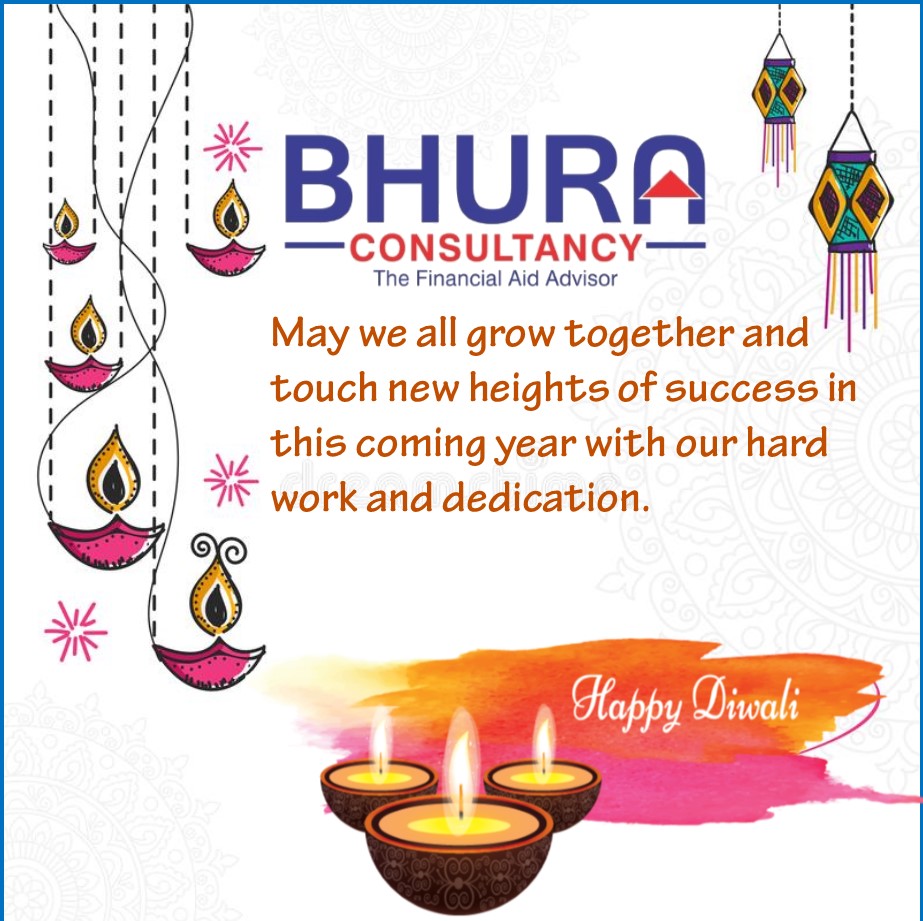 BHURA
CONSULTANCY
The Financial Aid Advisor
May we all grow together and
touch new heights of success in
this coming year with our hard
work and dedication.
Happy Diwali